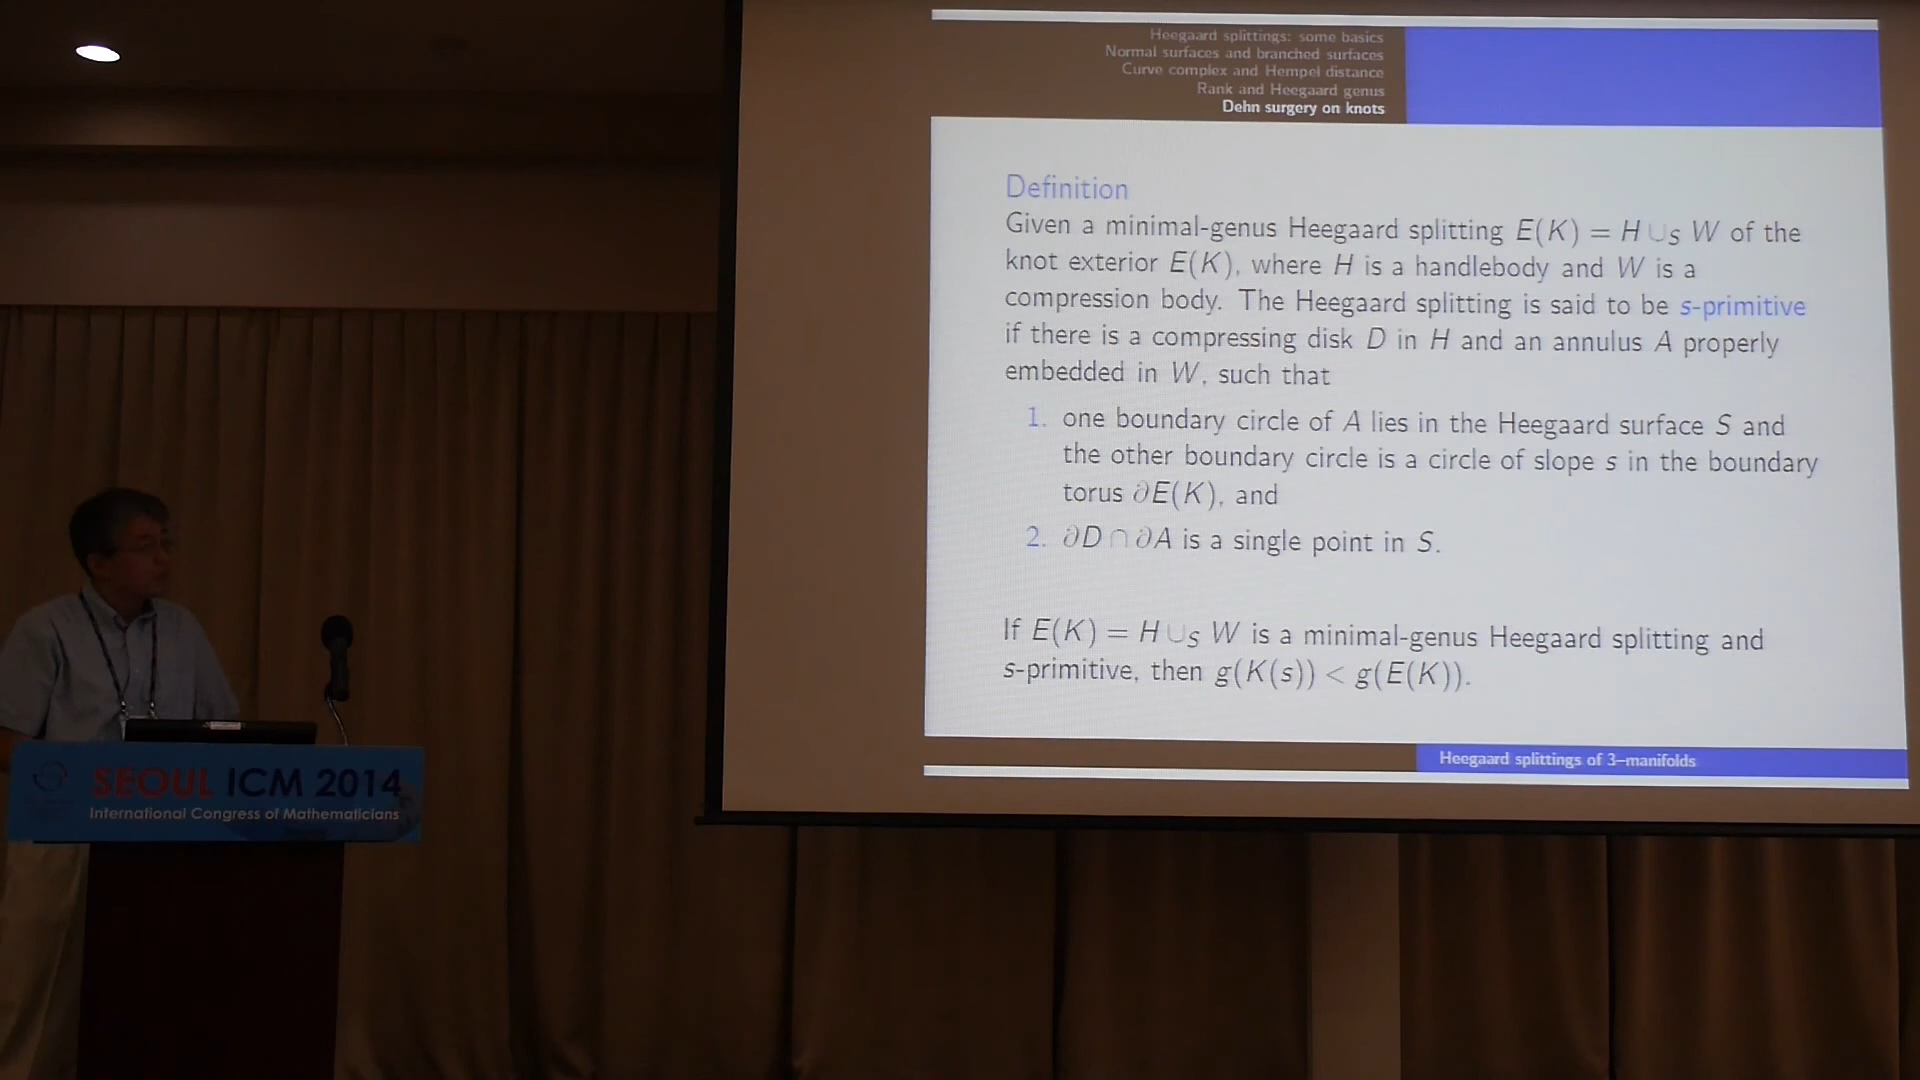 Heegaard splittings: some basics
Normal surfaces and branched surfaces
Curve complex and Hempel distance
Rank and Heegaard genus
Dehn surgery on knots
Definition
Given a minimal-genus Heegaard splitting E(K) = H ∪_S W of the
knot exterior E(K), where H is a handlebody and W is a
compression body. The Heegaard splitting is said to be s-primitive
if there is a compressing disk D in H and an annulus A properly
embedded in W, such that
1. one boundary circle of A lies in the Heegaard surface S and
the other boundary circle is a circle of slope s in the boundary
torus ∂E(K), and
2. ∂D ∩ ∂A is a single point in S.
If E(K) = H ∪_S W is a minimal-genus Heegaard splitting and
s-primitive, then g(K(s)) < g(E(K)).
Heegaard splittings of 3–manifolds
SEOUL ICM 2014
International Congress of Mathematicians